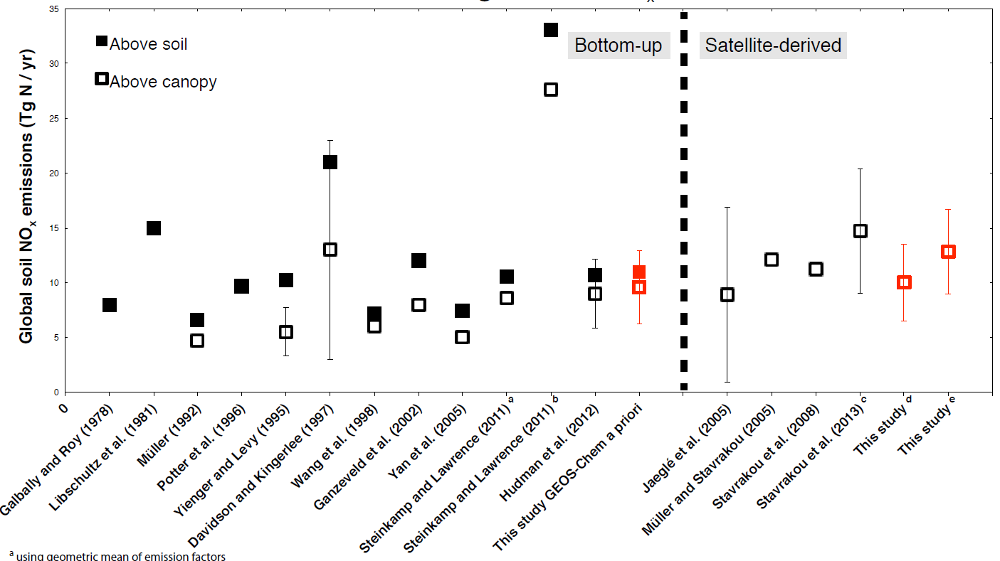 x
35
30
25
20
15
10
5
0
Global soil NOx emissions (Tg N / yr)
Above soil
Above canopy
Bottom-up
Satellite-derived
0
Galbally and Roy (1978)
Libschultz et al. (1981)
Müller (1992)
Potter et al. (1996)
Yienger and Levy (1995)
Davidson and Kingerlee (1997)
Wang et al. (1998)
Ganzeveld et al. (2002)
Yan et al. (2005)
Steinkamp and Lawrence (2011)a
Steinkamp and Lawrence (2011)b
Hudman et al. (2012)
This study GEOS-Chem a priori
Jaeglé et al. (2005)
Müller and Stavrakou (2005)
Stavrakou et al. (2008)
Stavrakou et al. (2013)c
This studyd
This studye
a using geometric mean of emission factors